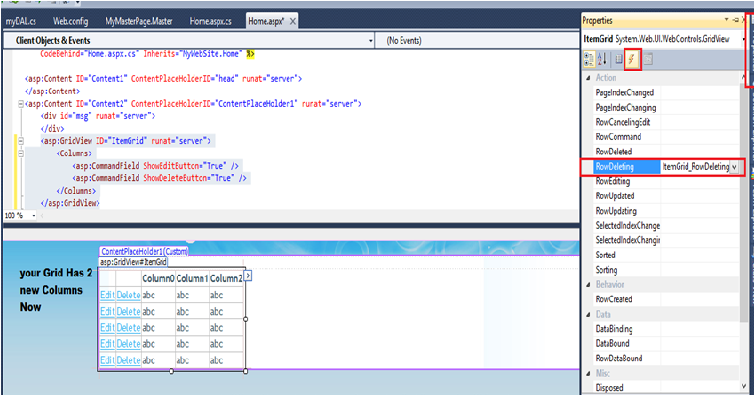 myDAL.cs Web.config MyMasterPage.Master Home.aspx.cs Home.aspx*
Client Objects & Events (No Events)
CodeBehind="Home.aspx.cs" Inherits="MyWebSite.Home" %>
<asp:Content ID="Content1" ContentPlaceHolderID="head" runat="server">
</asp:Content>
<asp:Content ID="Content2" ContentPlaceHolderID="ContentPlaceHolder1" runat="server">
<div id="msg" runat="server">
</div>
<asp:GridView ID="ItemGrid" runat="server">
<Columns>
<asp:CommandField ShowEditButton="True" />
<asp:CommandField ShowDeleteButton="True" />
</Columns>
</asp:GridView>
100 %
ContentPlaceHolder1(Custom)
asp:GridView#ItemGrid
your Grid Has 2
new Columns
Now
Column0 Column1 Column2
Edit Delete abc abc abc
Edit Delete abc abc abc
Edit Delete abc abc abc
Edit Delete abc abc abc
Edit Delete abc abc abc
Properties
ItemGrid System.Web.UI.WebControls.GridView
Action
PageIndexChanged
PageIndexChanging
RowCancelingEdit
RowCommand
RowDeleted
RowDeleting ItemGrid_RowDeleting
RowEditing
RowUpdated
RowUpdating
SelectedIndexChange
SelectedIndexChangin
Sorted
Sorting
Behavior
RowCreated
Data
DataBinding
DataBound
RowDataBound
Misc
Disposed